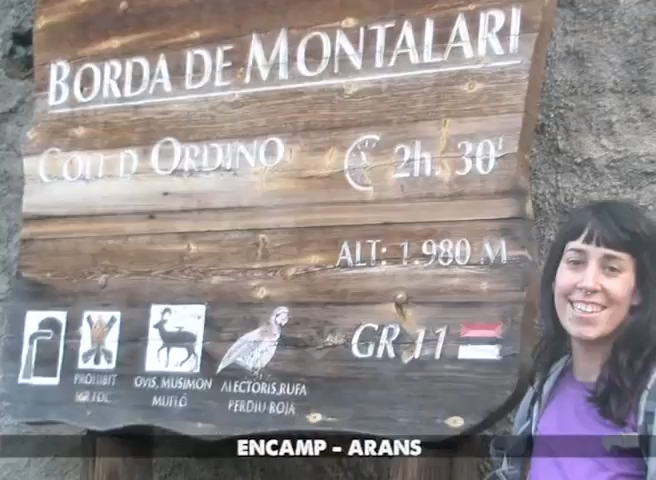 BORDA DE MONTALARI
COLL D ORDINO 2h. 30'
ALT: 1.980 M
PROHIBIT
OVIS, MUSIMON
MUFLÓ
ALECTORIS, RUFA
PERDIU ROJA
GR 11
ENCAMP - ARANS